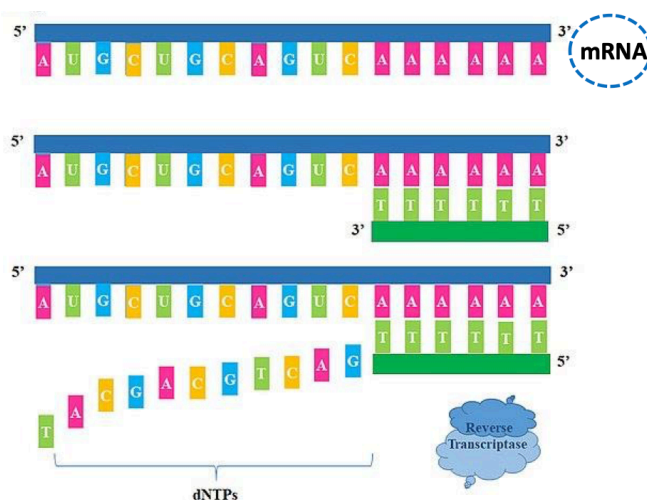 5’ 3’
A U G C U G C A G U C A A A A A A
mRNA
5’ 3’
A U G C U G C A G U C A A A A A A
T T T T T T
3’ 5’
5’ 3’
A U G C U G C A G U C A A A A A A
T T T T T T
5’
T A C G A C G T C A G
Reverse
Transcriptase
dNTPs